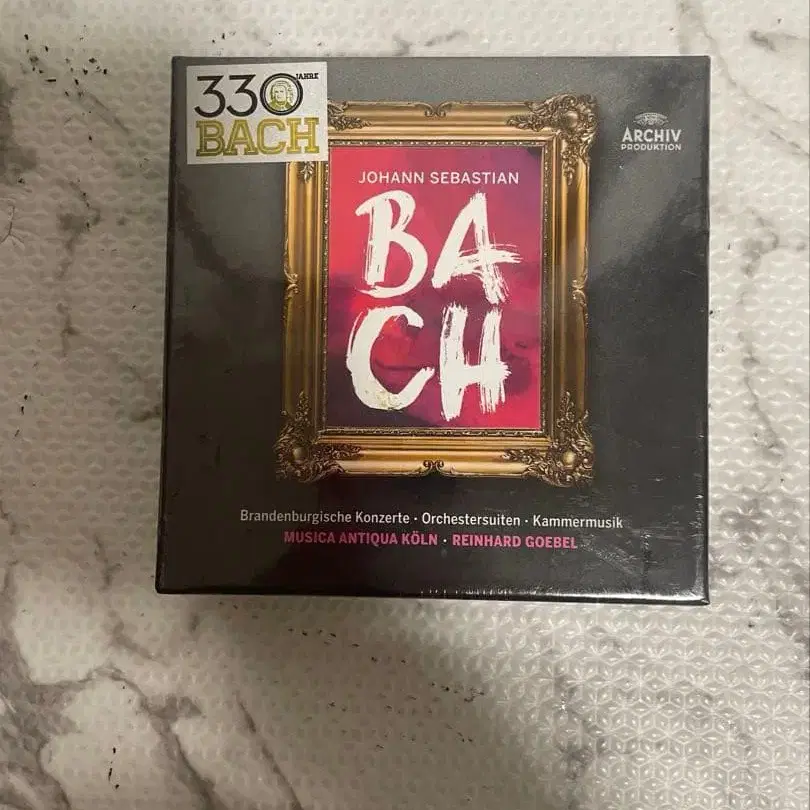 330 JAHRE
BACH
ARCHIV
PRODUKTION
JOHANN SEBASTIAN
BA
CH
Brandenburgische Konzerte · Orchestersuiten · Kammermusik
MUSICA ANTIQUA KÖLN · REINHARD GOEBEL